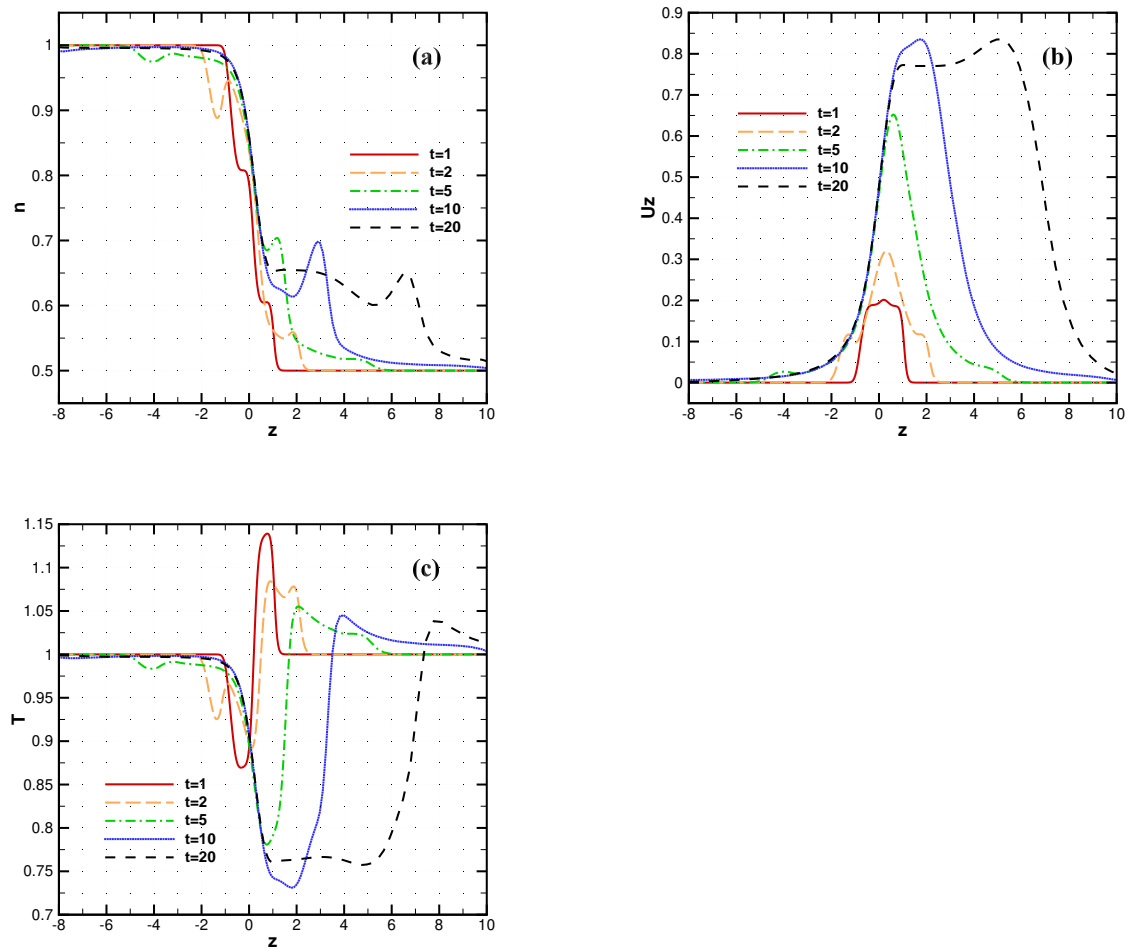 (a)
n
1
0.9
0.8
0.7
0.6
0.5
t=1
t=2
t=5
t=10
t=20
-8 -6 -4 -2 0 2 4 6 8 10
z
(b)
Uz
0.9
0.8
0.7
0.6
0.5
0.4
0.3
0.2
0.1
0
t=1
t=2
t=5
t=10
t=20
-8 -6 -4 -2 0 2 4 6 8 10
z
(c)
T
1.15
1.1
1.05
1
0.95
0.9
0.85
0.8
0.75
0.7
t=1
t=2
t=5
t=10
t=20
-8 -6 -4 -2 0 2 4 6 8 10
z